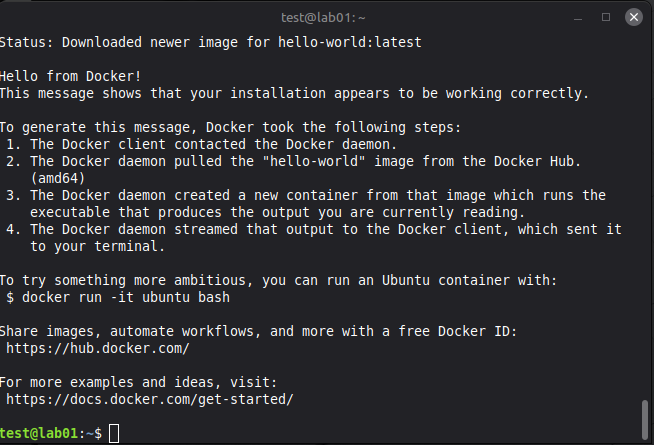 test@lab01: ~
Status: Downloaded newer image for hello-world:latest
Hello from Docker!
This message shows that your installation appears to be working correctly.
To generate this message, Docker took the following steps:
1. The Docker client contacted the Docker daemon.
2. The Docker daemon pulled the "hello-world" image from the Docker Hub.
(amd64)
3. The Docker daemon created a new container from that image which runs the
executable that produces the output you are currently reading.
4. The Docker daemon streamed that output to the Docker client, which sent it
to your terminal.
To try something more ambitious, you can run an Ubuntu container with:
$ docker run -it ubuntu bash
Share images, automate workflows, and more with a free Docker ID:
https://hub.docker.com/
For more examples and ideas, visit:
https://docs.docker.com/get-started/
test@lab01:~$